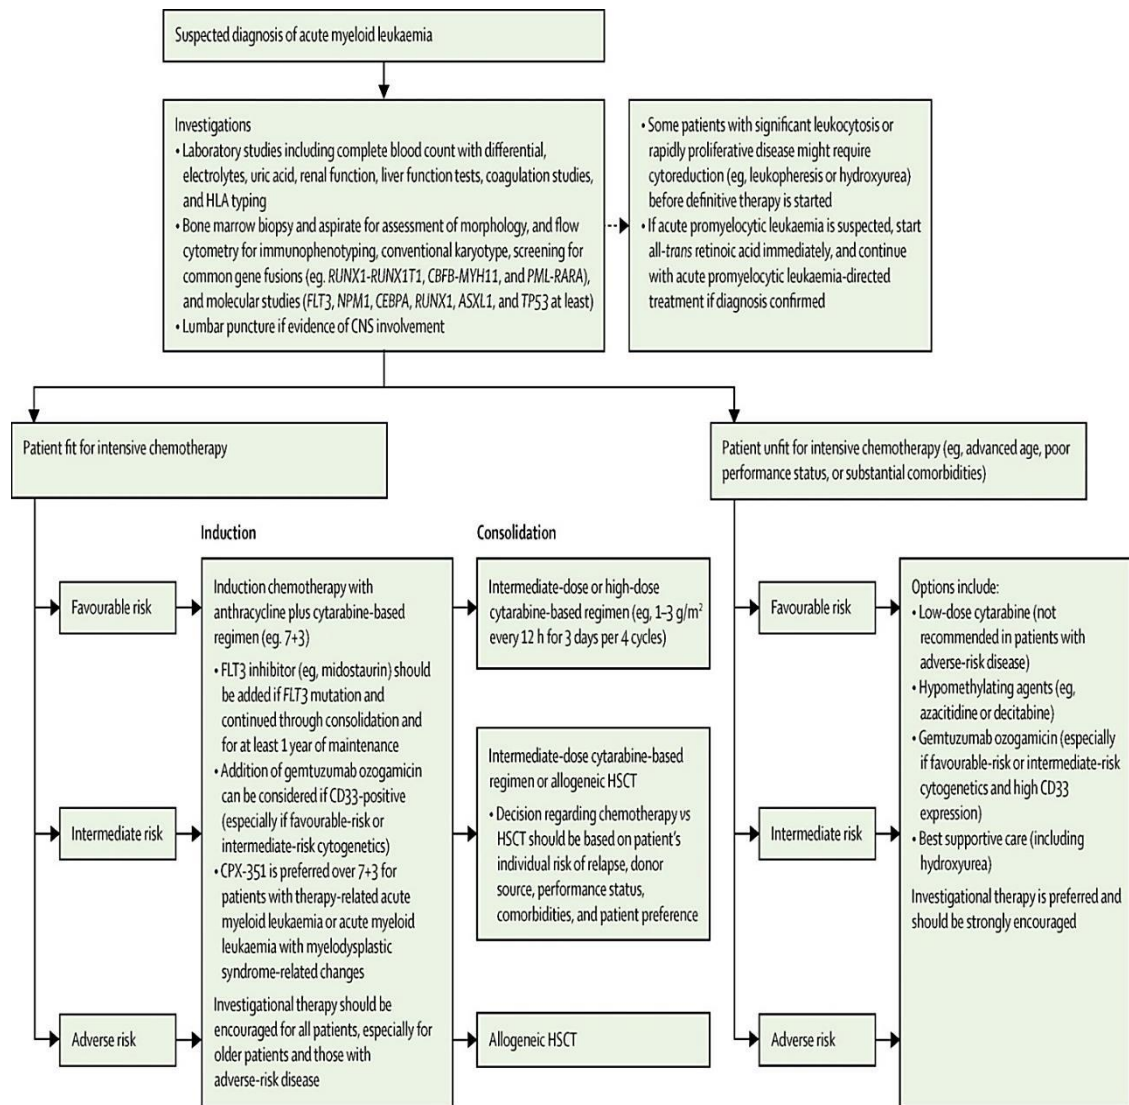 Suspected diagnosis of acute myeloid leukaemia
Investigations
• Laboratory studies including complete blood count with differential,
electrolytes, uric acid, renal function, liver function tests, coagulation studies,
and HLA typing
• Bone marrow biopsy and aspirate for assessment of morphology, and flow
cytometry for immunophenotyping, conventional karyotype, screening for
common gene fusions (eg. RUNX1-RUNX1T1, CBFB-MYH11, and PML-RARA),
and molecular studies (FLT3, NPM1, CEBPA, RUNX1, ASXL1, and TP53 at least)
• Lumbar puncture if evidence of CNS involvement
• Some patients with significant leukocytosis or
rapidly proliferative disease might require
cytoreduction (eg, leukopheresis or hydroxyurea)
before definitive therapy is started
• If acute promyelocytic leukaemia is suspected, start
all-trans retinoic acid immediately, and continue
with acute promyelocytic leukaemia-directed
treatment if diagnosis confirmed
Patient fit for intensive chemotherapy
Patient unfit for intensive chemotherapy (eg, advanced age, poor
performance status, or substantial comorbidities)
Induction
Consolidation
Favourable risk
Intermediate risk
Adverse risk
Induction chemotherapy with
anthracycline plus cytarabine-based
regimen (eg. 7+3)
• FLT3 inhibitor (eg, midostaurin) should
be added if FLT3 mutation and
continued through consolidation and
for at least 1 year of maintenance
• Addition of gemtuzumab ozogamicin
can be considered if CD33-positive
(especially if favourable-risk or
intermediate-risk cytogenetics)
• CPX-351 is preferred over 7+3 for
patients with therapy-related acute
myeloid leukaemia or acute myeloid
leukaemia with myelodysplastic
syndrome-related changes
Investigational therapy should be
encouraged for all patients, especially for
older patients and those with
adverse-risk disease
Intermediate-dose or high-dose
cytarabine-based regimen (eg, 1–3 g/m²
every 12 h for 3 days per 4 cycles)
Intermediate-dose cytarabine-based
regimen or allogeneic HSCT
• Decision regarding chemotherapy vs
HSCT should be based on patient's
individual risk of relapse, donor
source, performance status,
comorbidities, and patient preference
Allogeneic HSCT
Favourable risk
Intermediate risk
Adverse risk
Options include:
• Low-dose cytarabine (not
recommended in patients with
adverse-risk disease)
• Hypomethylating agents (eg,
azacitidine or decitabine)
• Gemtuzumab ozogamicin (especially
if favourable-risk or intermediate-risk
cytogenetics and high CD33
expression)
• Best supportive care (including
hydroxyurea)
Investigational therapy is preferred and
should be strongly encouraged